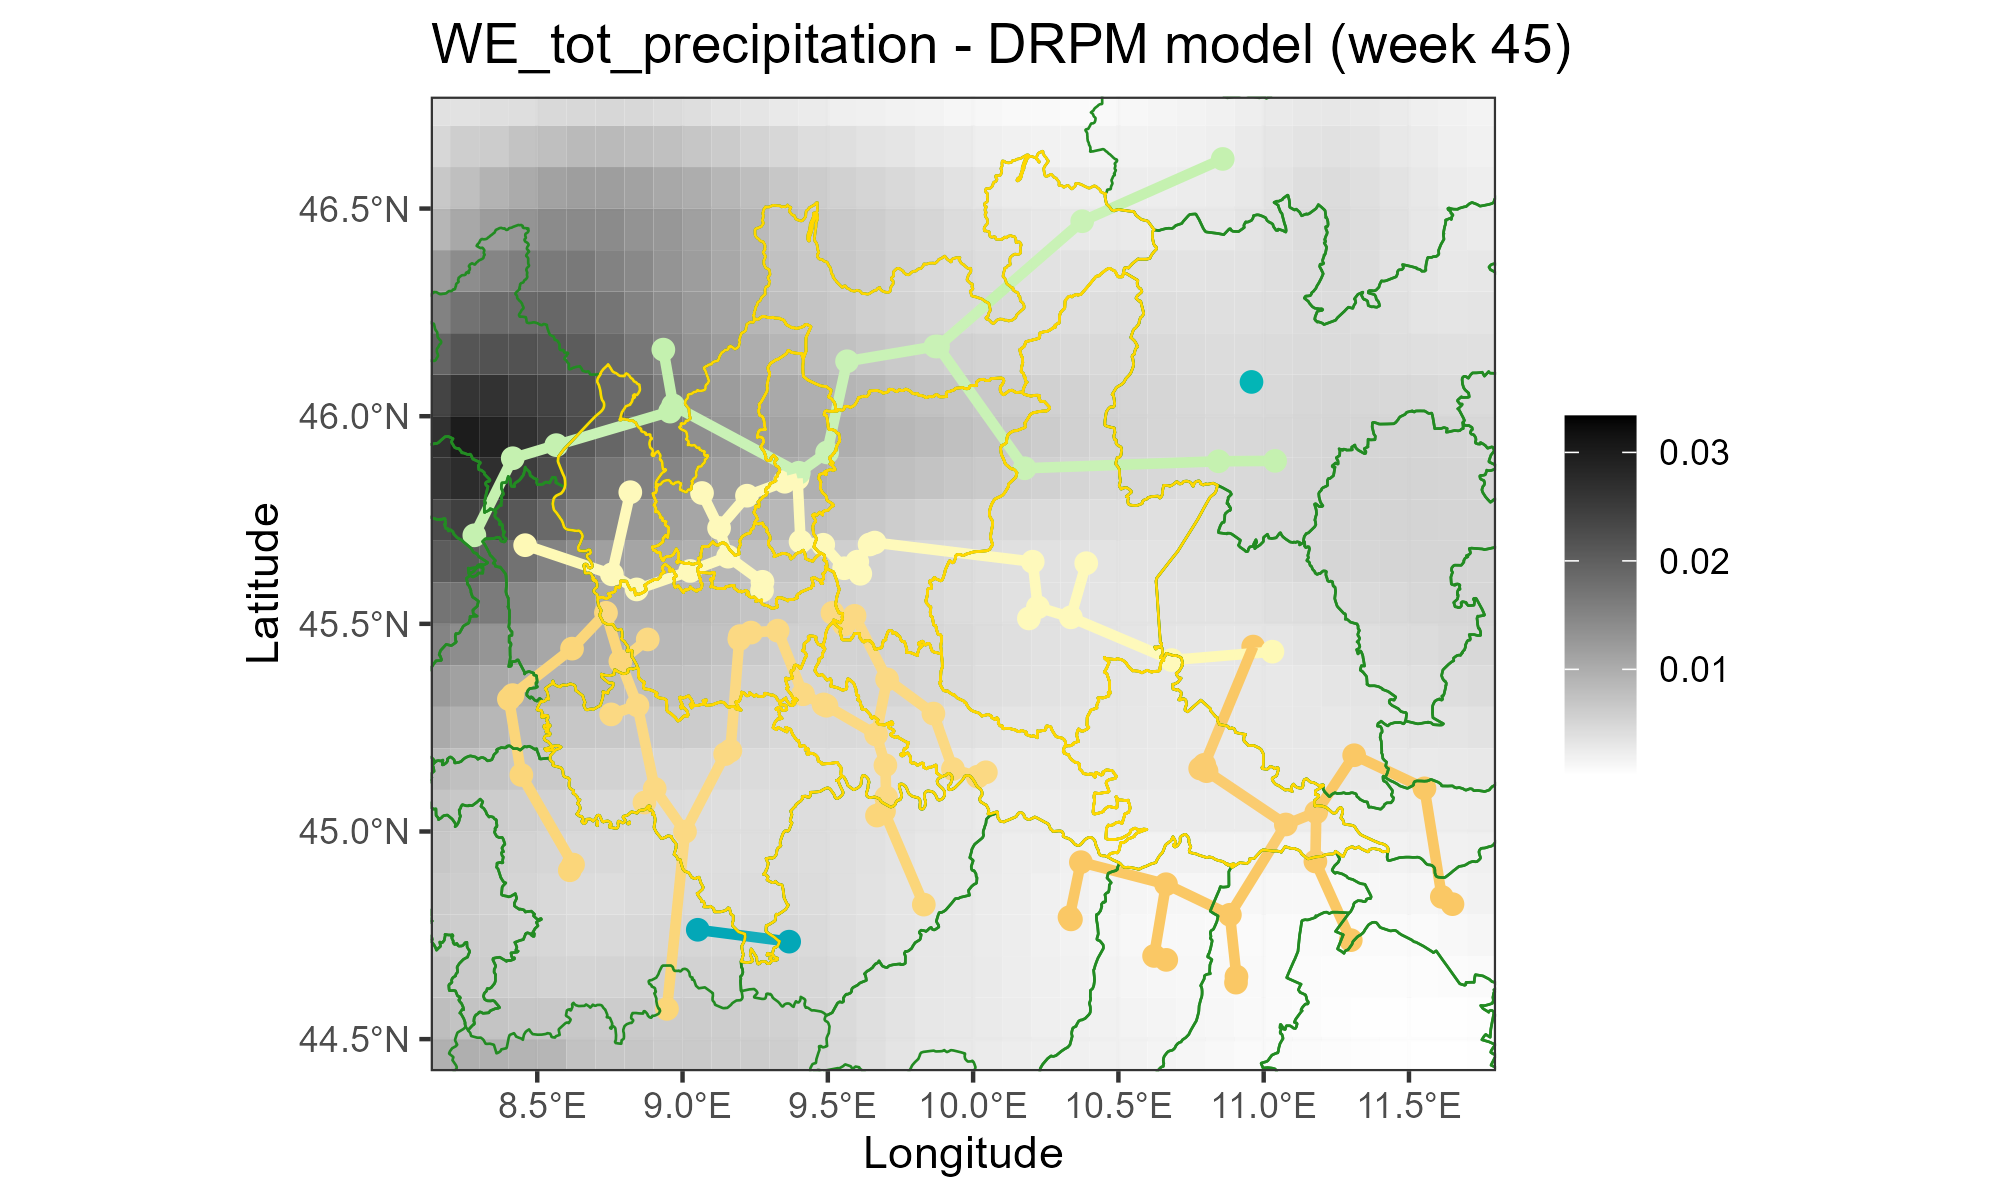 WE_tot_precipitation - DRPM model (week 45)
46.5°N
46.0°N
45.5°N
45.0°N
44.5°N
Latitude
8.5°E
9.0°E
9.5°E
10.0°E
10.5°E
11.0°E
11.5°E
Longitude
0.03
0.02
0.01